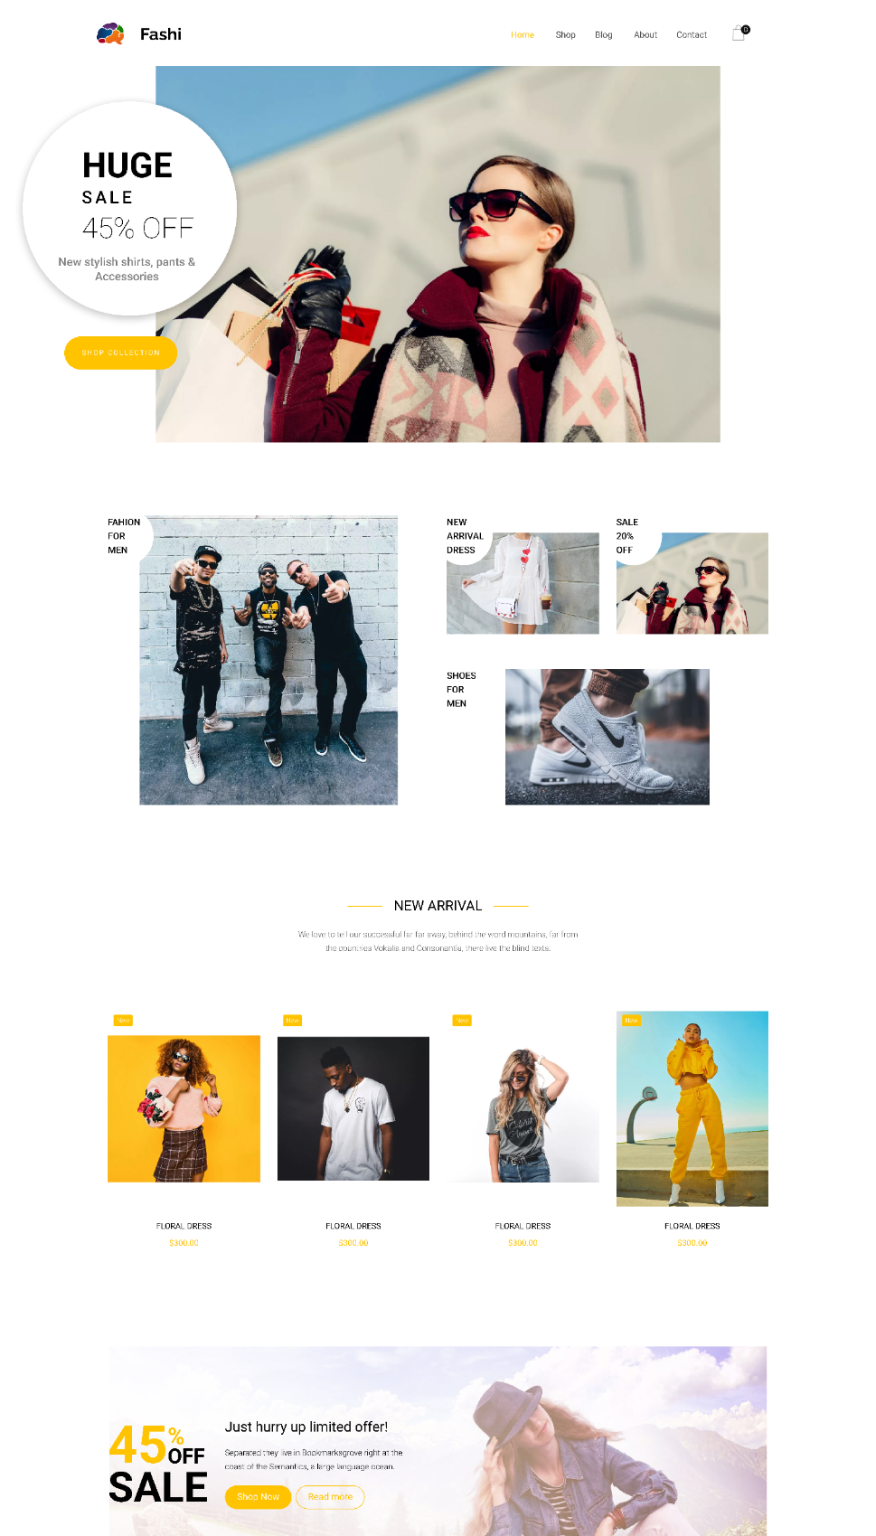 Fashi
Home Shop Blog About Contact 0
HUGE
SALE
45% OFF
New stylish shirts, pants &
Accessories
SHOP COLLECTION
FAHION
FOR
MEN
NEW
ARRIVAL
DRESS
SALE
20%
OFF
SHOES
FOR
MEN
NEW ARRIVAL
We love to tell our successful far far away, behind the word mountains, far from
the countries Vokalia and Consonantia, there live the blind texts.
New New New New
FLORAL DRESS FLORAL DRESS FLORAL DRESS FLORAL DRESS
$300.00 $300.00 $300.00 $300.00
45%
OFF
SALE
Just hurry up limited offer!
Separated they live in Bookmarksgrove right at the
coast of the Semantics, a large language ocean.
Shop Now Read more